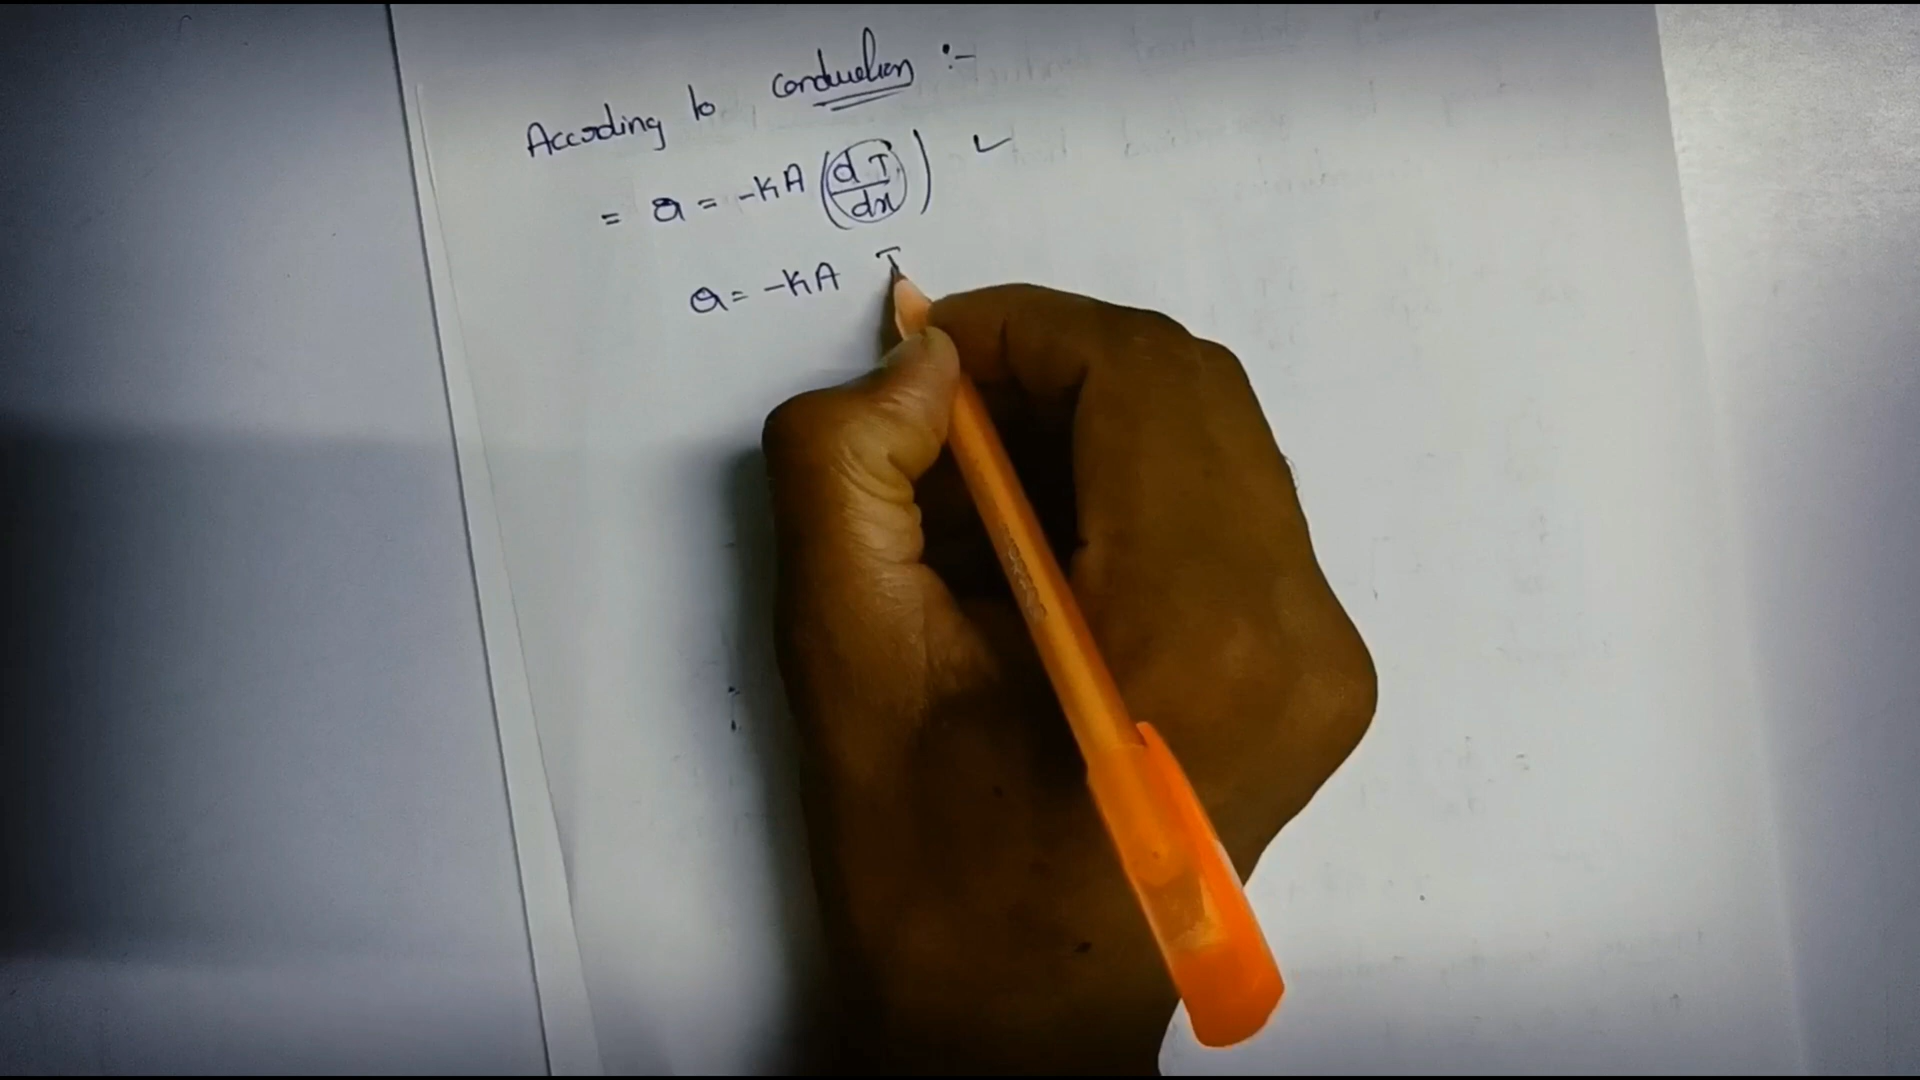 According to conduction :-
= Q = -KA (dT/dx) ✓
Q = -KA T